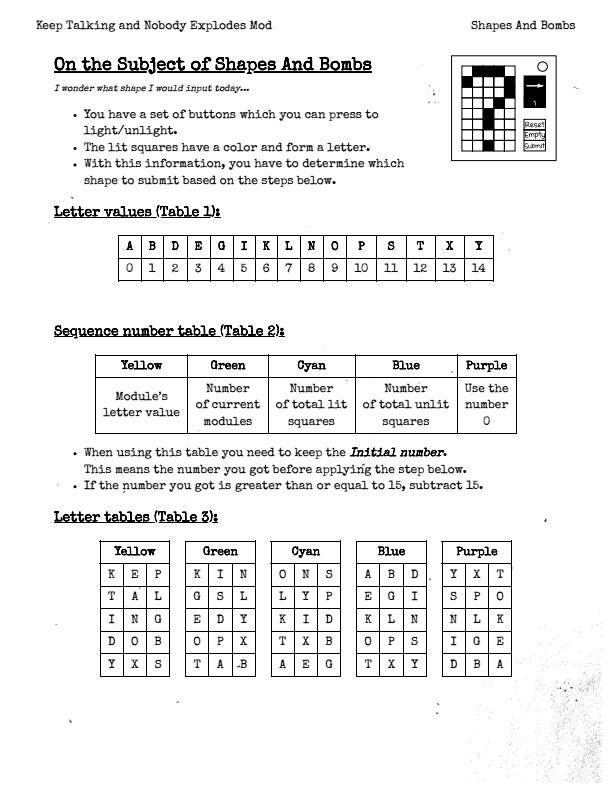 Keep Talking and Nobody Explodes Mod Shapes And Bombs
On the Subject of Shapes And Bombs
I wonder what shape I would input today...
• You have a set of buttons which you can press to
light/unlight.
• The lit squares have a color and form a letter.
• With this information, you have to determine which
shape to submit based on the steps below.
1
Reset
Empty
Submit
Letter values (Table 1):
A B D E G I K L N O P S T X Y
0 1 2 3 4 5 6 7 8 9 10 11 12 13 14
Sequence number table (Table 2):
Yellow Green Cyan Blue Purple
Module's Number Number Number Use the
letter value of current of total lit of total unlit number
modules squares squares 0
• When using this table you need to keep the Initial number.
This means the number you got before applying the step below.
• If the number you got is greater than or equal to 15, subtract 15.
Letter tables (Table 3):
Yellow Green Cyan Blue Purple
K E P K I N O N S A B D Y X T
T A L G S L L Y P E G I S P O
I N G E D Y K I D K L N N L K
D O B O P X T X B O P S I G E
Y X S T A B A E G T X Y D B A